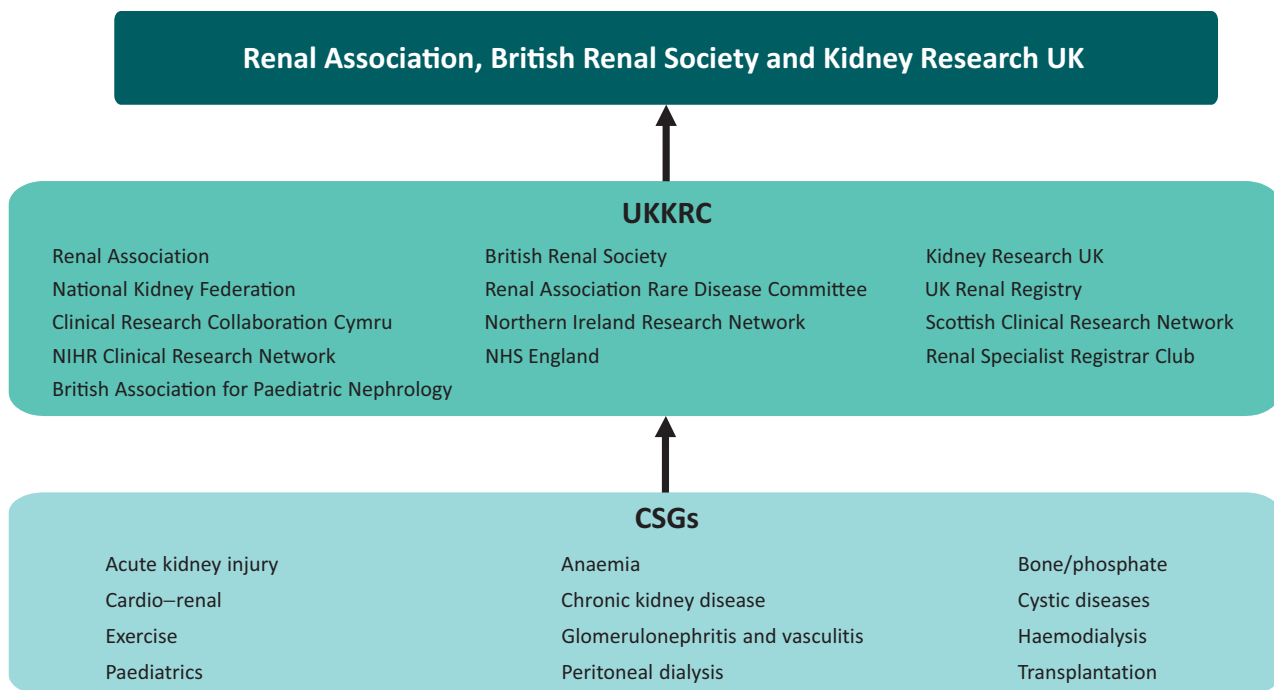 Renal Association, British Renal Society and Kidney Research UK
UKKRC
Renal Association British Renal Society Kidney Research UK
National Kidney Federation Renal Association Rare Disease Committee UK Renal Registry
Clinical Research Collaboration Cymru Northern Ireland Research Network Scottish Clinical Research Network
NIHR Clinical Research Network NHS England Renal Specialist Registrar Club
British Association for Paediatric Nephrology
CSGs
Acute kidney injury Anaemia Bone/phosphate
Cardio–renal Chronic kidney disease Cystic diseases
Exercise Glomerulonephritis and vasculitis Haemodialysis
Paediatrics Peritoneal dialysis Transplantation